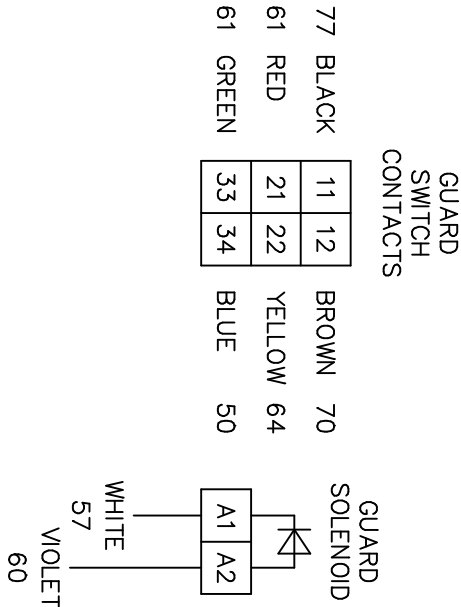 GUARD
SWITCH
CONTACTS
77 BLACK 11 12 BROWN 70
61 RED 21 22 YELLOW 64
61 GREEN 33 34 BLUE 50
GUARD
SOLENOID
A1 A2
WHITE
57
VIOLET
60